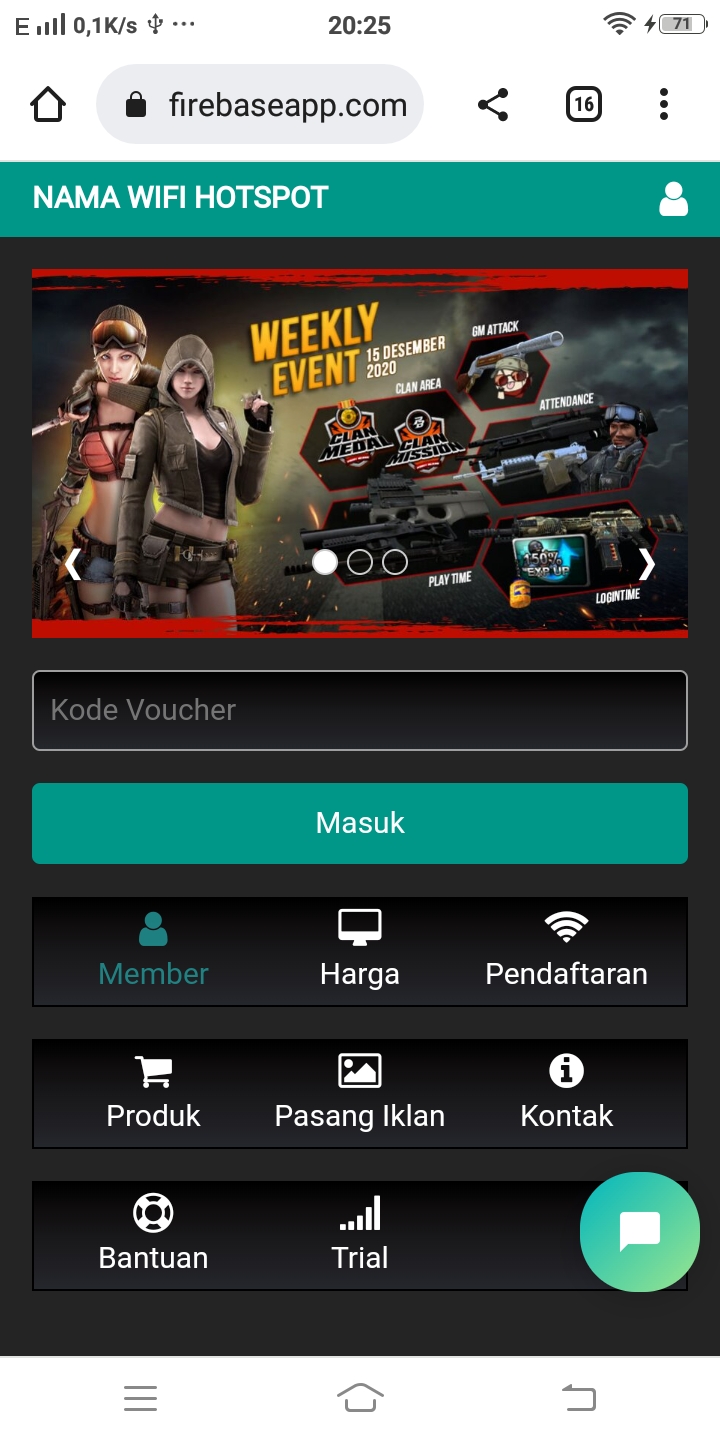 E 0,1K/s ... 20:25 71
firebaseapp.com 16
NAMA WIFI HOTSPOT
WEEKLY
EVENT
15 DESEMBER
2020
GM ATTACK
CLAN AREA
ATTENDANCE
CLAN
MEDAL
CLAN
MISSION
150%
EXP UP
PLAY TIME
LOGINTIME
Kode Voucher
Masuk
Member Harga Pendaftaran
Produk Pasang Iklan Kontak
Bantuan Trial